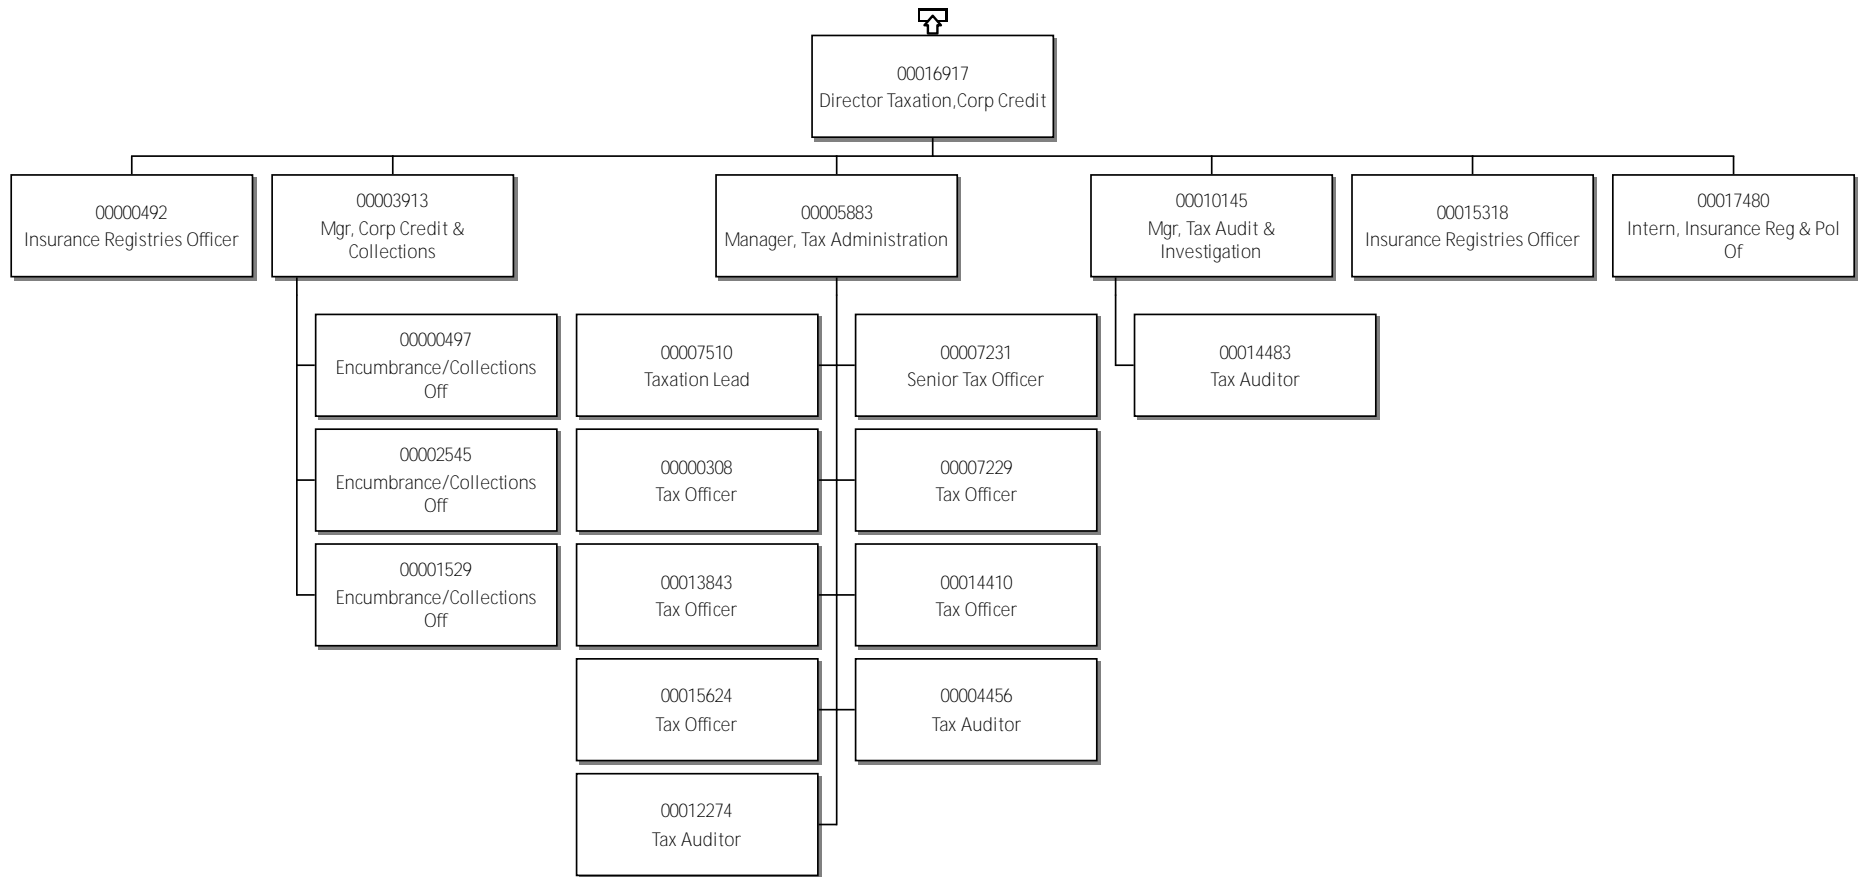 00016917
Director Taxation,Corp Credit
00000492
Insurance Registries Officer
00003913
Mgr, Corp Credit &
Collections
00005883
Manager, Tax Administration
00010145
Mgr, Tax Audit &
Investigation
00015318
Insurance Registries Officer
00017480
Intern, Insurance Reg & Pol
Of
00000497
Encumbrance/Collections
Off
00007510
Taxation Lead
00007231
Senior Tax Officer
00014483
Tax Auditor
00002545
Encumbrance/Collections
Off
00000308
Tax Officer
00007229
Tax Officer
00001529
Encumbrance/Collections
Off
00013843
Tax Officer
00014410
Tax Officer
00015624
Tax Officer
00004456
Tax Auditor
00012274
Tax Auditor